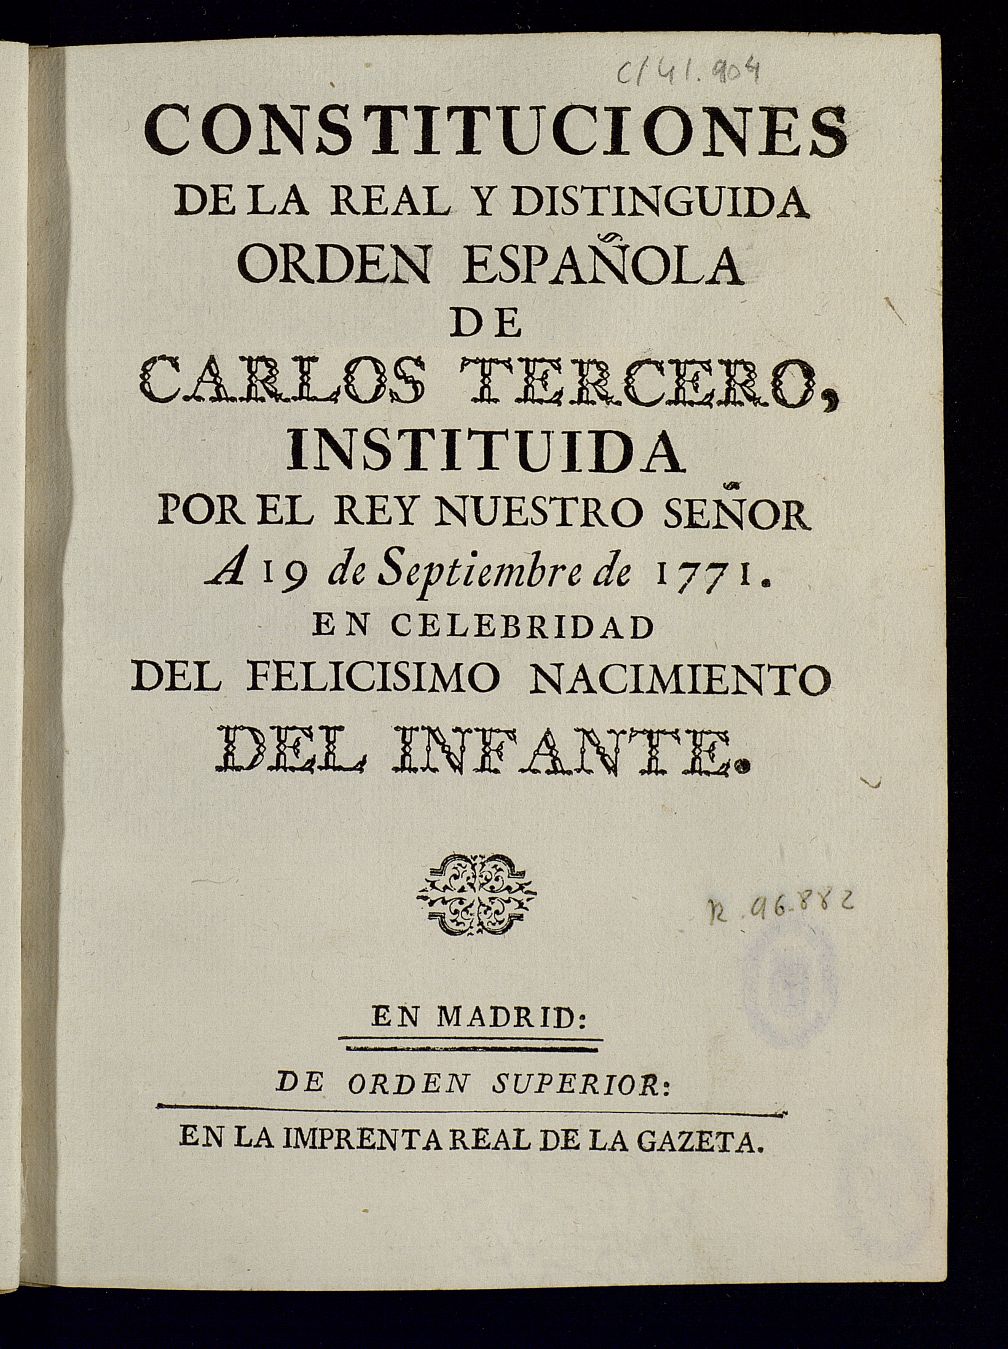 C/41.904
CONSTITUCIONES
DE LA REAL Y DISTINGUIDA
ORDEN ESPAÑOLA
DE
CARLOS TERCERO,
INSTITUIDA
POR EL REY NUESTRO SEÑOR
A 19 de Septiembre de 1771.
EN CELEBRIDAD
DEL FELICISIMO NACIMIENTO
DEL INFANTE.
R. 96.882
EN MADRID:
DE ORDEN SUPERIOR:
EN LA IMPRENTA REAL DE LA GAZETA.